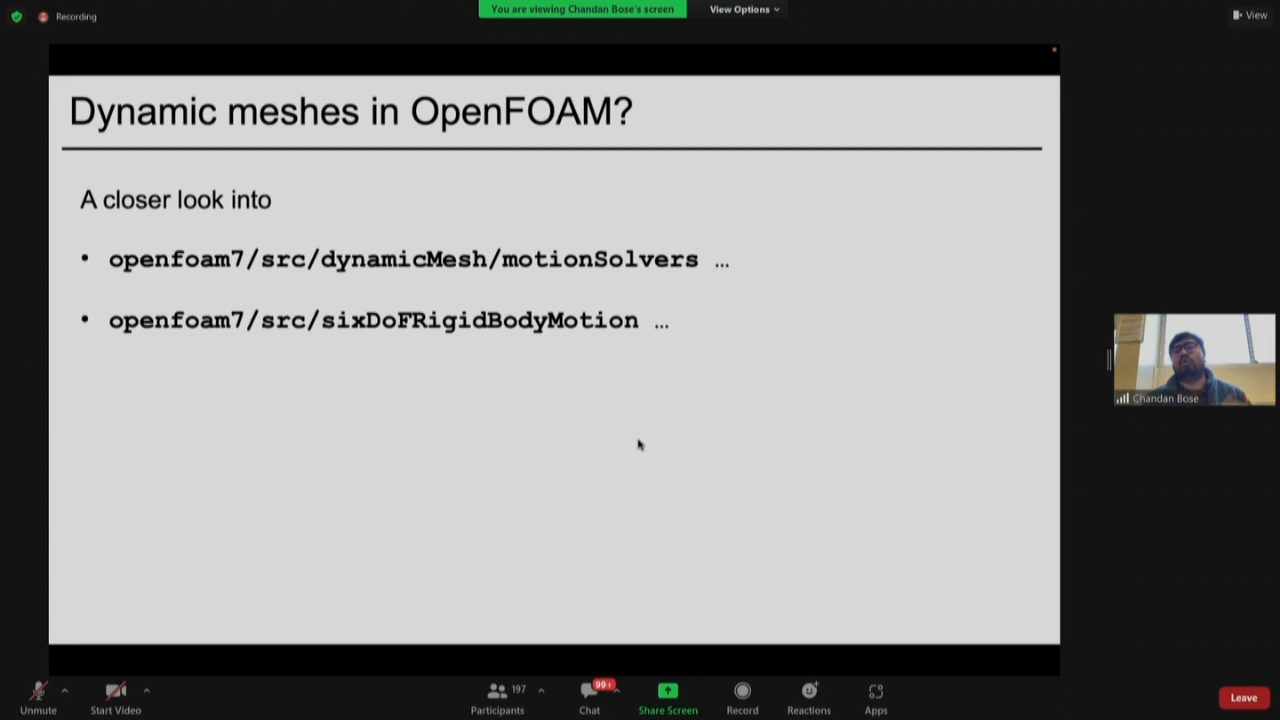 Recording
You are viewing Chandan Bose's screen
View Options
View
Dynamic meshes in OpenFOAM?
A closer look into
• openfoam7/src/dynamicMesh/motionSolvers …
• openfoam7/src/sixDoFRigidBodyMotion …
Chandan Bose
197
99+
Unmute
Start Video
Participants
Chat
Share Screen
Record
Reactions
Apps
Leave